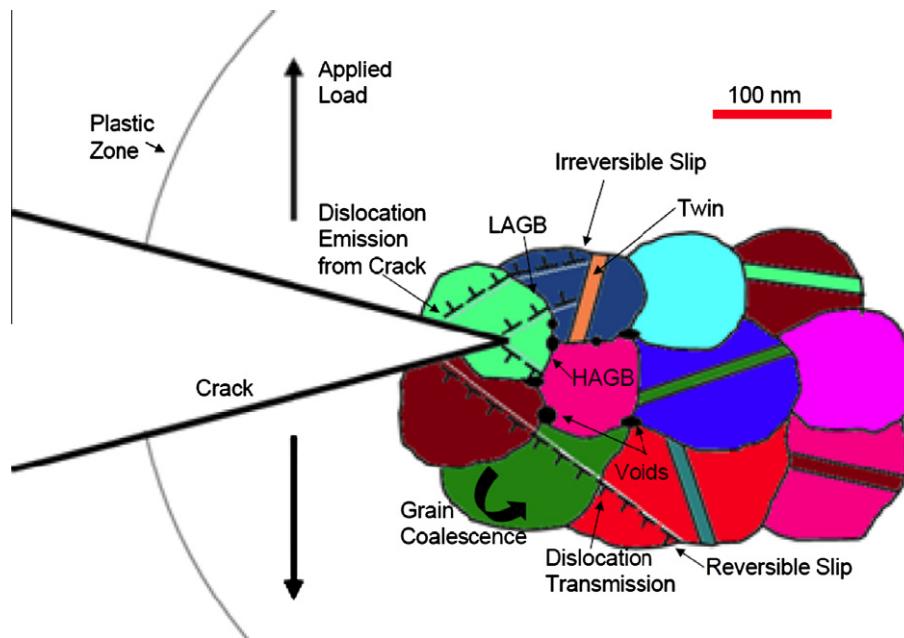 Applied
Load
100 nm
Plastic
Zone
Irreversible Slip
Twin
Dislocation
Emission
from Crack
LAGB
Crack
HAGB
Voids
Grain
Coalescence
Dislocation
Transmission
Reversible Slip